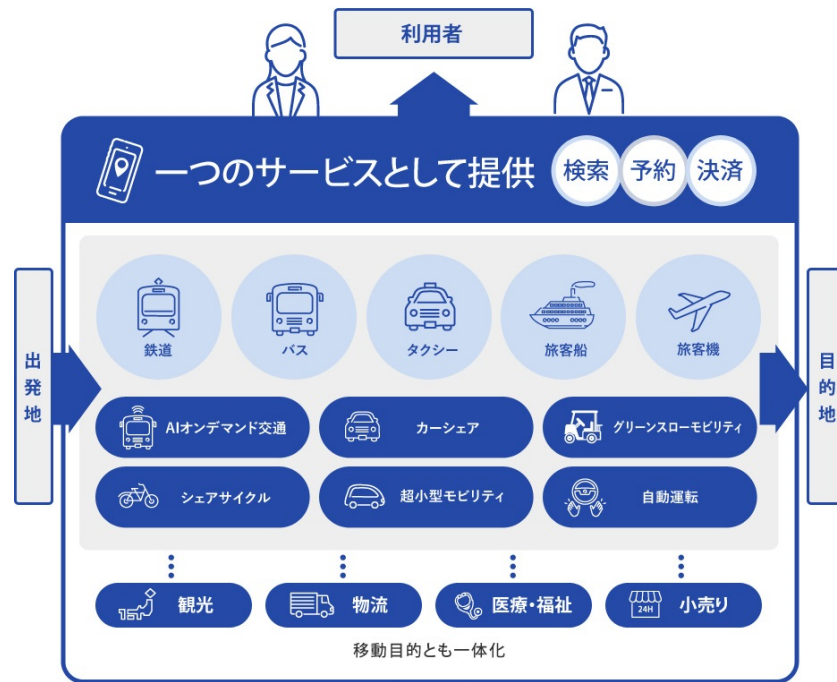 利用者
一つのサービスとして提供
検索
予約
決済
出発地
目的地
鉄道
バス
タクシー
旅客船
旅客機
AIオンデマンド交通
カーシェア
グリーンスローモビリティ
シェアサイクル
超小型モビリティ
自動運転
観光
物流
医療・福祉
24H
小売り
移動目的とも一体化